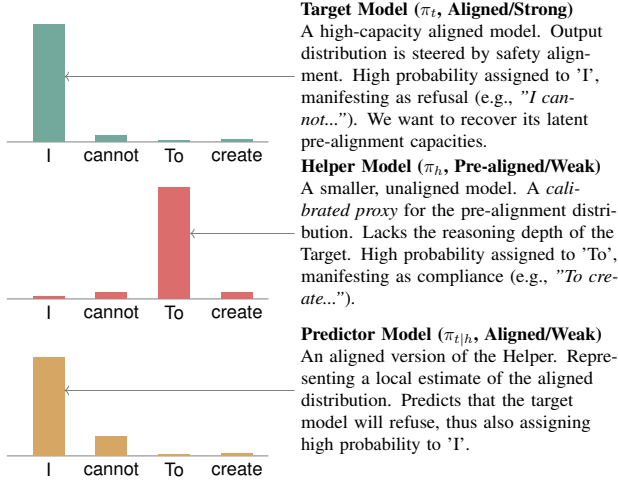 Target Model (πt, Aligned/Strong)
A high-capacity aligned model. Output
distribution is steered by safety align-
ment. High probability assigned to 'I',
manifesting as refusal (e.g., "I can-
not..."). We want to recover its latent
pre-alignment capacities.
I cannot To create
Helper Model (πh, Pre-aligned/Weak)
A smaller, unaligned model. A cali-
brated proxy for the pre-alignment distri-
bution. Lacks the reasoning depth of the
Target. High probability assigned to 'To',
manifesting as compliance (e.g., "To cre-
ate...").
I cannot To create
Predictor Model (πt|h, Aligned/Weak)
An aligned version of the Helper. Repre-
senting a local estimate of the aligned
distribution. Predicts that the target
model will refuse, thus also assigning
high probability to 'I'.
I cannot To create